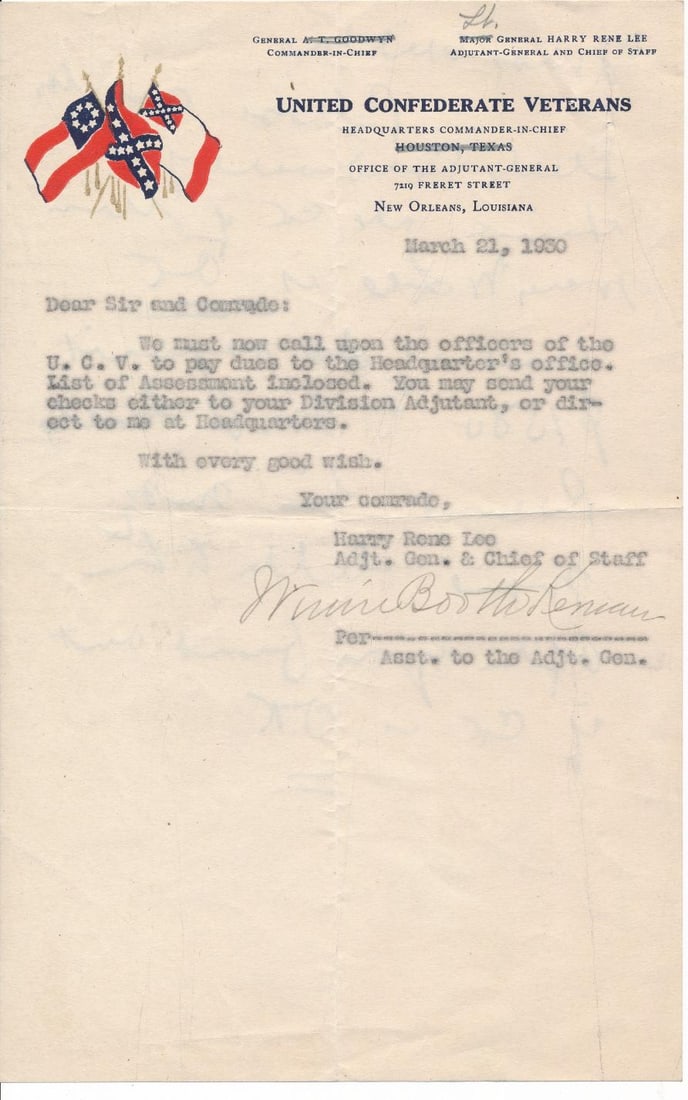 Lt.
General A. T. Goodwyn
Major General Harry Rene Lee
Commander-in-Chief
Adjutant-General and Chief of Staff
United Confederate Veterans
Headquarters Commander-in-Chief
Houston, Texas
Office of the Adjutant-General
7219 Freret Street
New Orleans, Louisiana
March 21, 1930
Dear Sir and Comrade:
We must now call upon the officers of the
U. C. V. to pay dues to the Headquarter's office.
List of Assessment inclosed. You may send your
checks either to your Division Adjutant, or dir-
ect to me at Headquarters.
With every good wish.
Your comrade,
Harry Rene Lee
Adjt. Gen. & Chief of Staff
Winnie Booth Kernan
Per-----------------------------
Asst. to the Adjt. Gen.